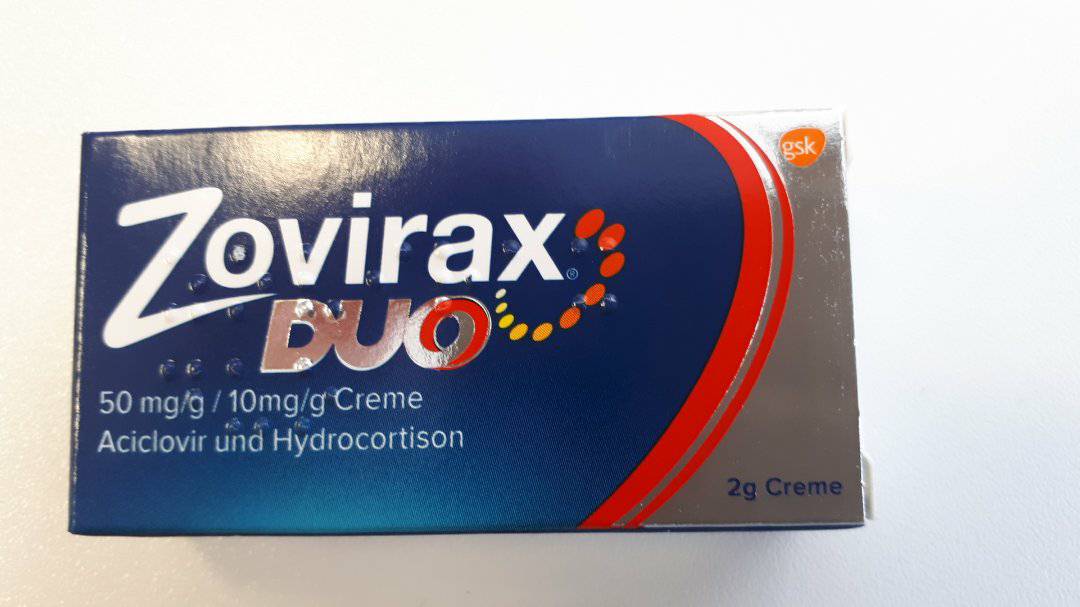 gsk
Zovirax®
DUO
50 mg/g / 10mg/g Creme
Aciclovir und Hydrocortison
2g Creme